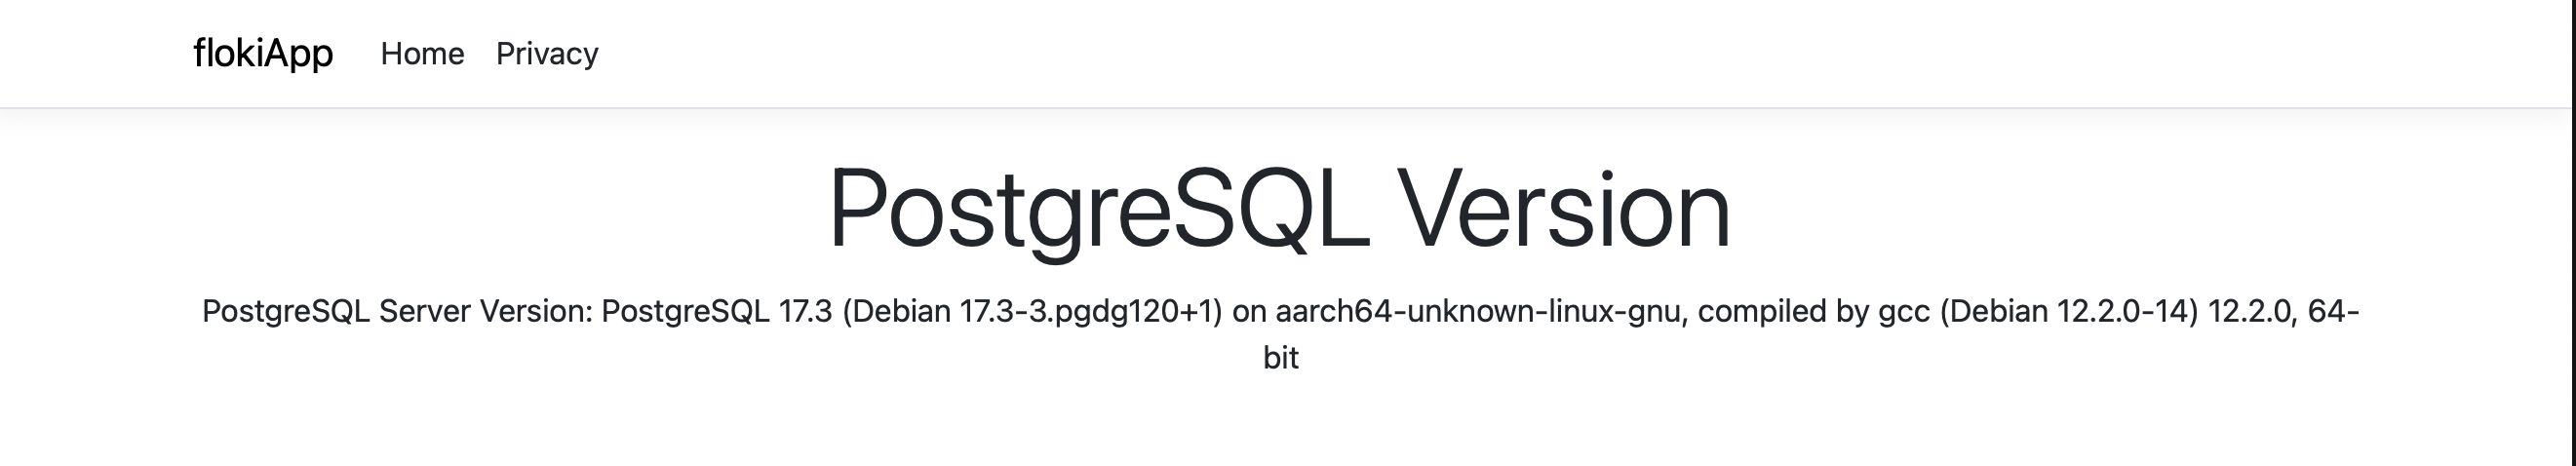 flokiApp Home Privacy
PostgreSQL Version
PostgreSQL Server Version: PostgreSQL 17.3 (Debian 17.3-3.pgdg120+1) on aarch64-unknown-linux-gnu, compiled by gcc (Debian 12.2.0-14) 12.2.0, 64-
bit